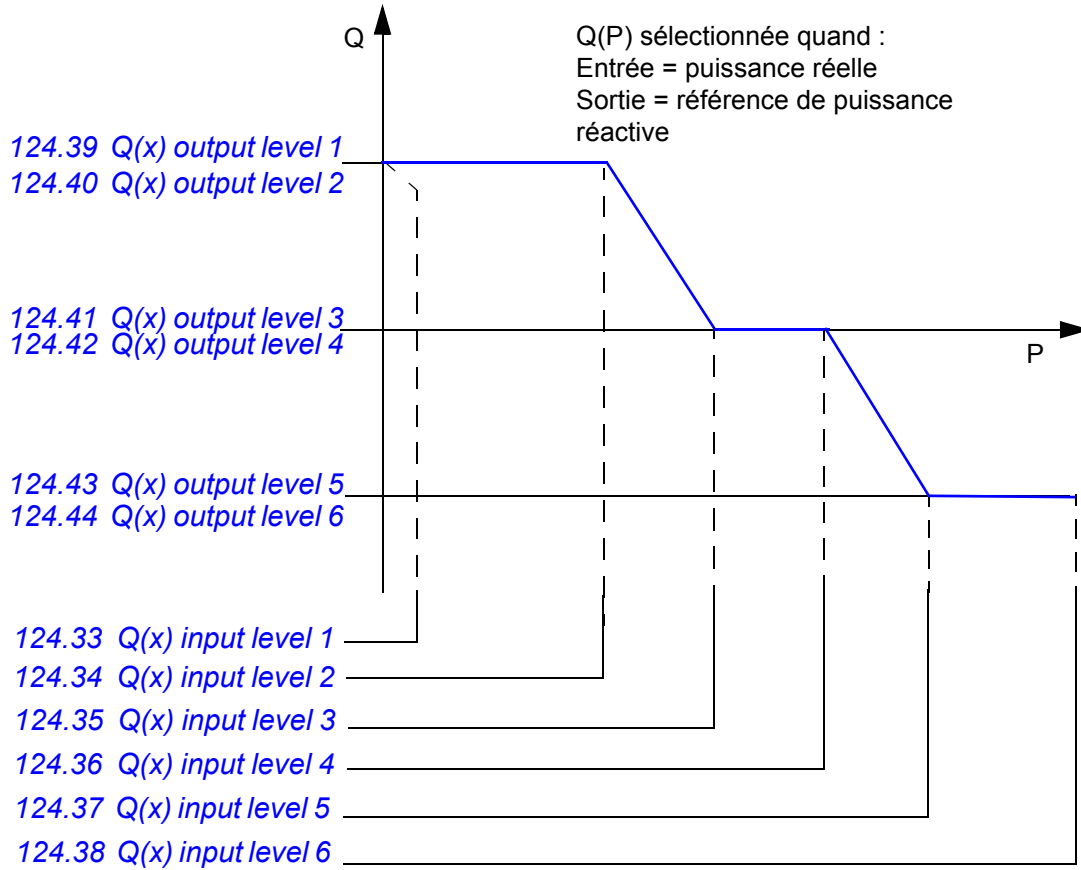 Q
Q(P) sélectionnée quand :
Entrée = puissance réelle
Sortie = référence de puissance
réactive
124.39 Q(x) output level 1
124.40 Q(x) output level 2
124.41 Q(x) output level 3
124.42 Q(x) output level 4
P
124.43 Q(x) output level 5
124.44 Q(x) output level 6
124.33 Q(x) input level 1
124.34 Q(x) input level 2
124.35 Q(x) input level 3
124.36 Q(x) input level 4
124.37 Q(x) input level 5
124.38 Q(x) input level 6